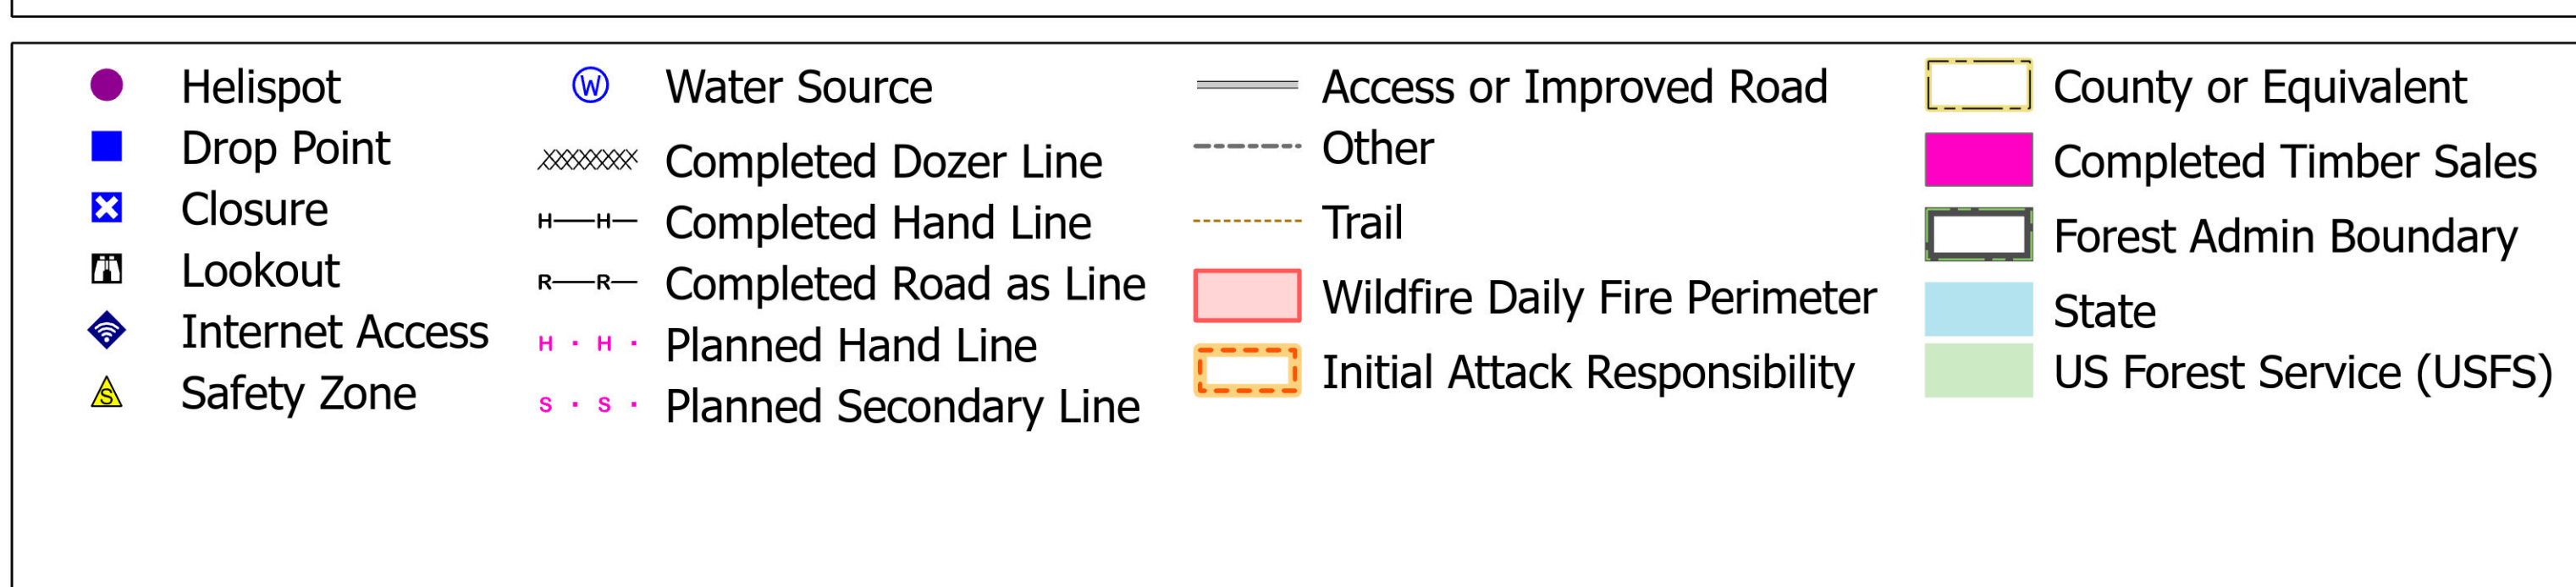 Helispot
Drop Point
Closure
Lookout
Internet Access
S Safety Zone
W Water Source
Completed Dozer Line
H H Completed Hand Line
R R Completed Road as Line
H · H · Planned Hand Line
S · S · Planned Secondary Line
Access or Improved Road
Other
Trail
Wildfire Daily Fire Perimeter
Initial Attack Responsibility
County or Equivalent
Completed Timber Sales
Forest Admin Boundary
State
US Forest Service (USFS)